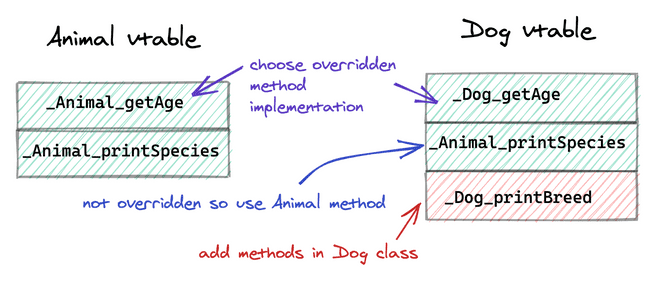 Animal vtable
_Animal_getAge
_Animal_printSpecies
choose overridden
method
implementation
Dog vtable
_Dog_getAge
_Animal_printSpecies
_Dog_printBreed
not overridden so use Animal method
add methods in Dog class